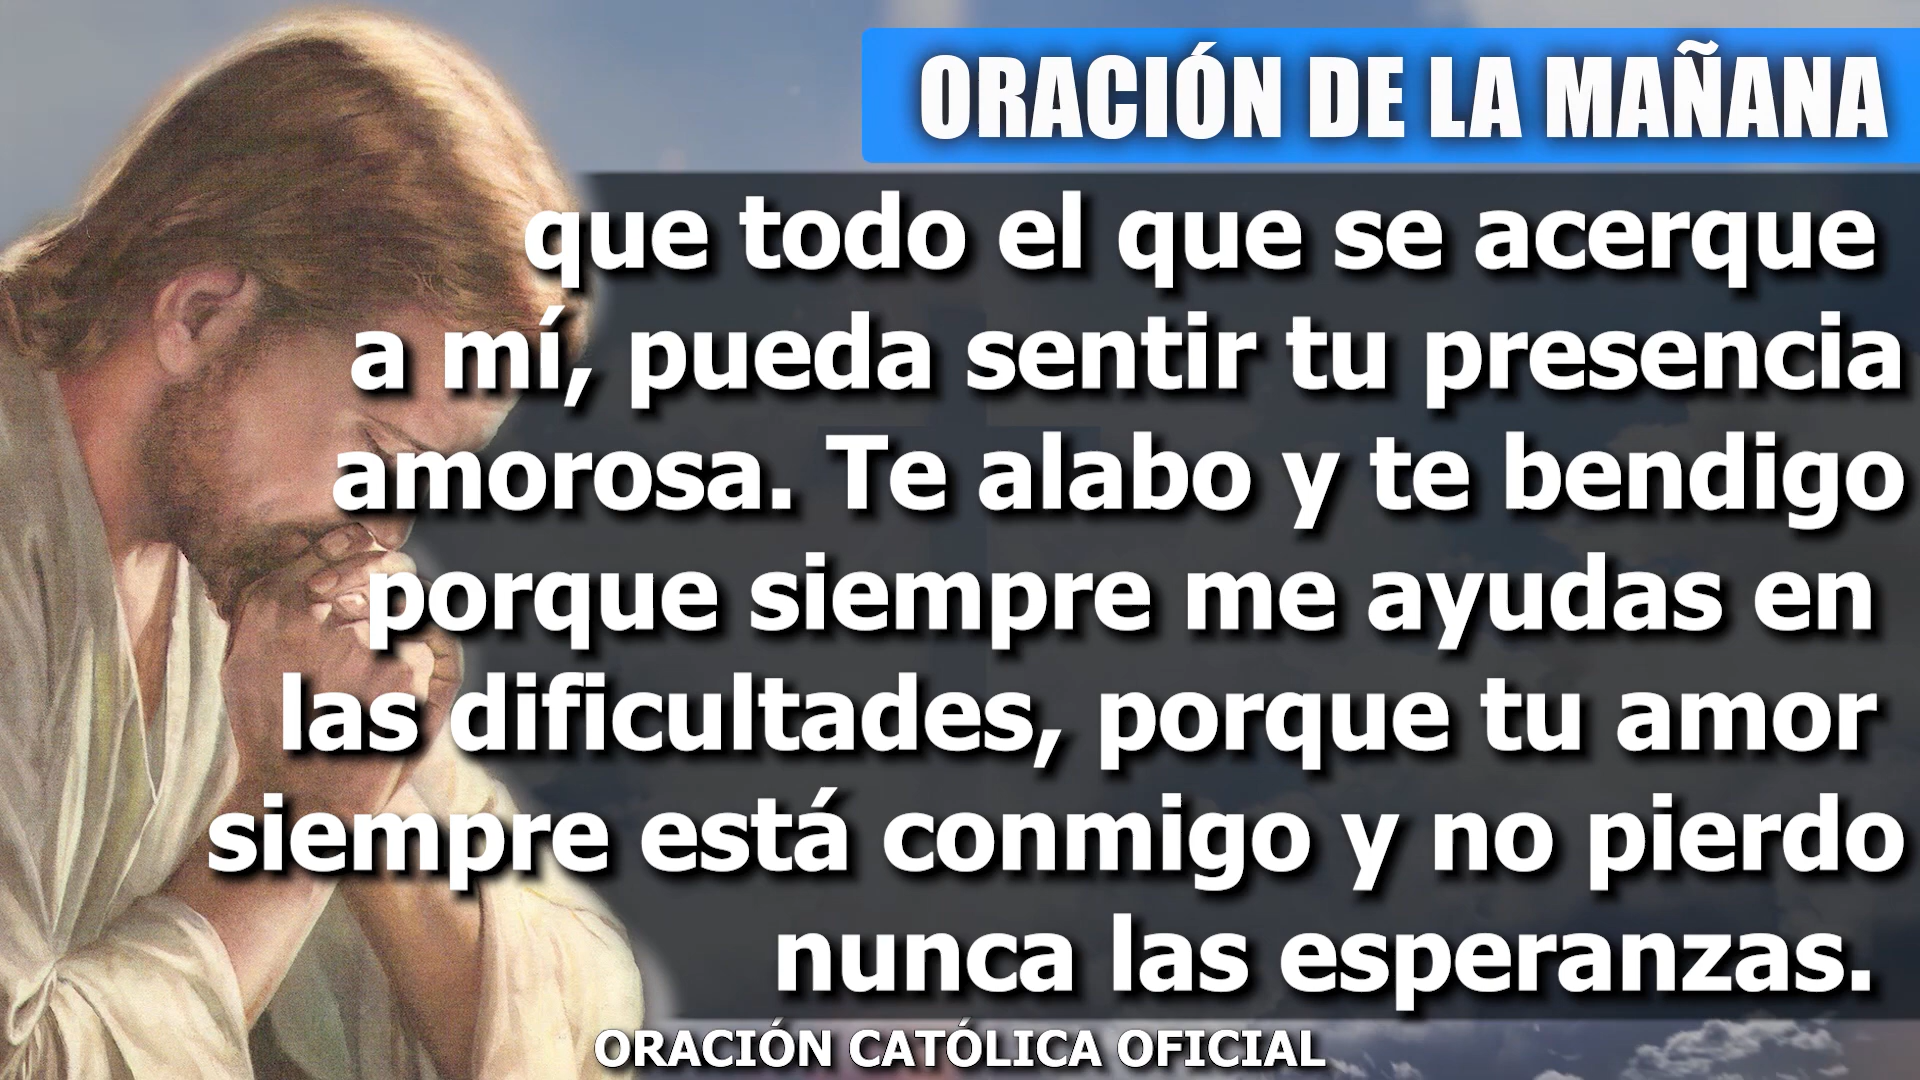 ORACIÓN DE LA MAÑANA
que todo el que se acerque
a mí, pueda sentir tu presencia
amorosa. Te alabo y te bendigo
porque siempre me ayudas en
las dificultades, porque tu amor
siempre está conmigo y no pierdo
nunca las esperanzas.
ORACIÓN CATÓLICA OFICIAL